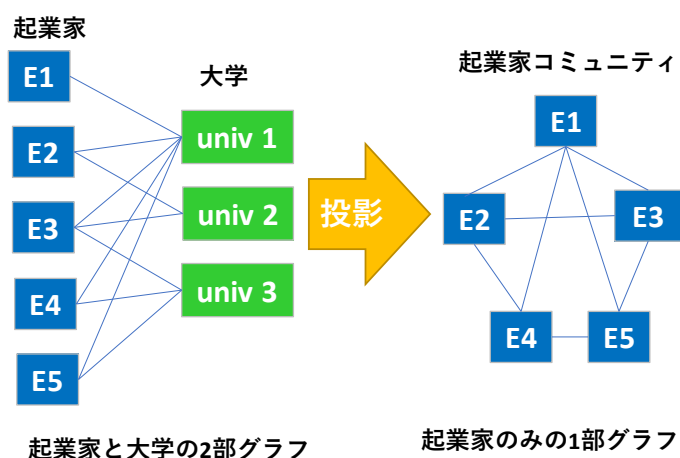 起業家
E1
E2
E3
E4
E5
大学
univ 1
univ 2
univ 3
起業家と大学の2部グラフ
投影
起業家コミュニティ
E1
E2
E3
E4
E5
起業家のみの1部グラフ